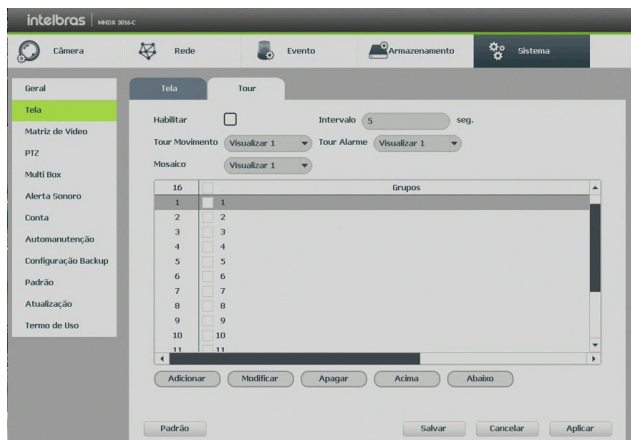 intelbras MHDX 3016-C
Câmera Rede Evento Armazenamento Sistema
Geral
Tela
Matriz de Vídeo
PTZ
Multi Box
Alerta Sonoro
Conta
Automanutenção
Configuração Backup
Padrão
Atualização
Termo de Uso
Tela Tour
Habilitar Intervalo 5 seg.
Tour Movimento Visualizar 1 Tour Alarme Visualizar 1
Mosaico Visualizar 1
16 Grupos
1 1
2 2
3 3
4 4
5 5
6 6
7 7
8 8
9 9
10 10
11 11
Adicionar Modificar Apagar Acima Abaixo
Padrão Salvar Cancelar Aplicar